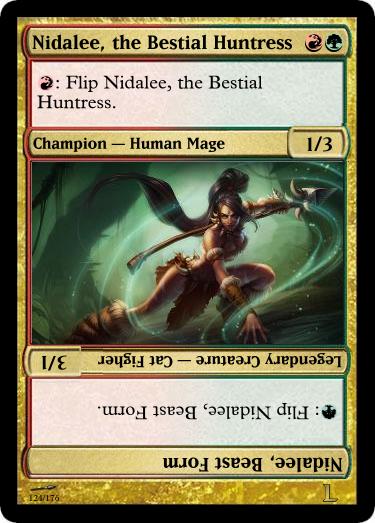 Nidalee, the Bestial Huntress
: Flip Nidalee, the Bestial
Huntress.
Champion — Human Mage 1/3
Nidalee, Beast Form
: Flip Nidalee, Beast Form.
Legendary Creature — Cat Figher 3/1
124/176
L